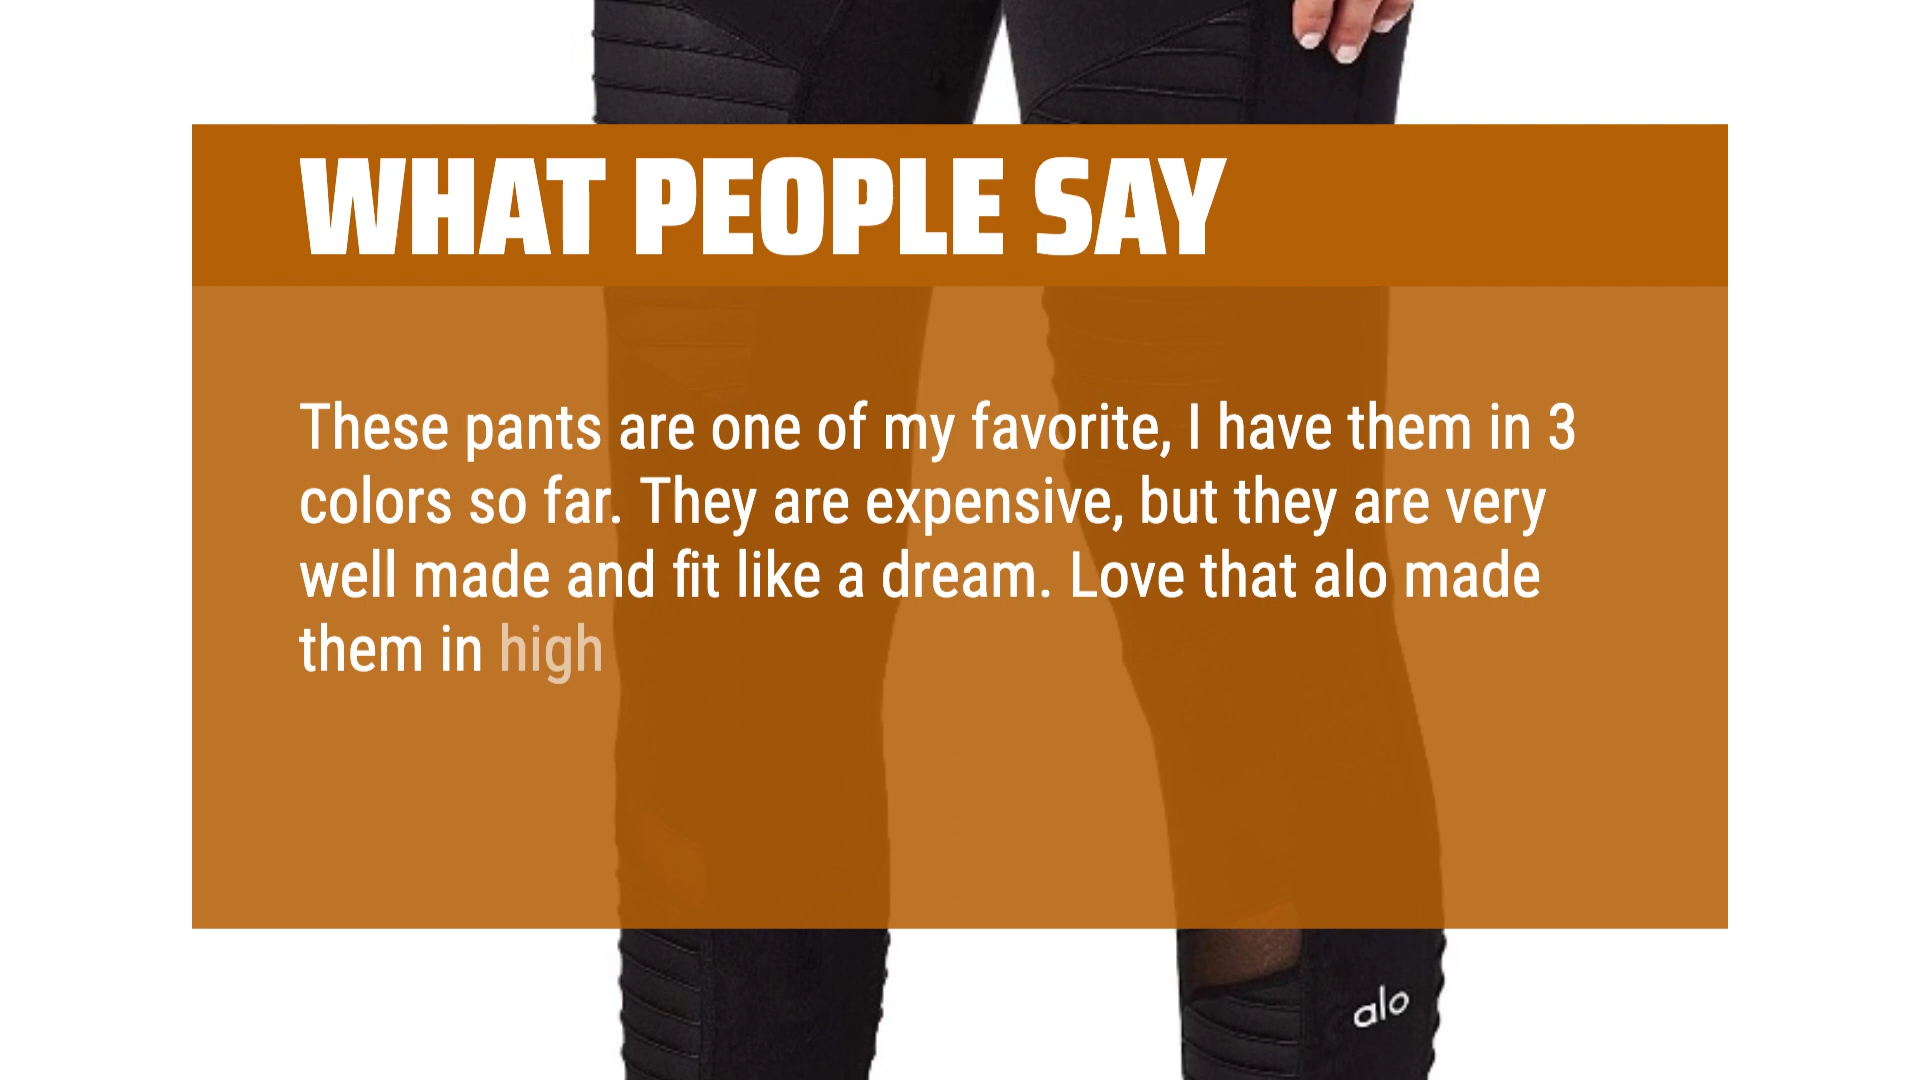 WHAT PEOPLE SAY
These pants are one of my favorite, I have them in 3
colors so far. They are expensive, but they are very
well made and fit like a dream. Love that alo made
them in high
alo